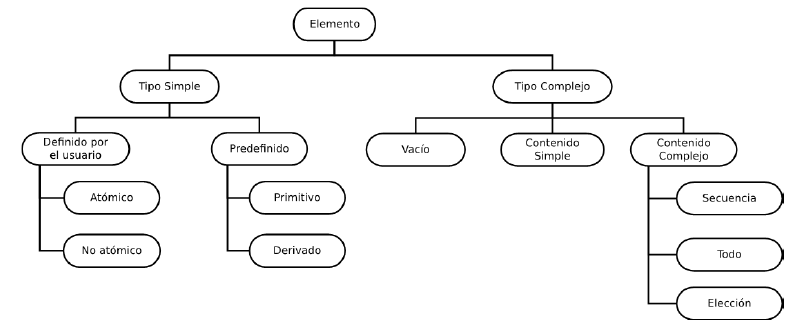 Elemento
Tipo Simple
Tipo Complejo
Definido por
el usuario
Predefinido
Vacío
Contenido
Simple
Contenido
Complejo
Atómico
Primitivo
Secuencia
No atómico
Derivado
Todo
Elección